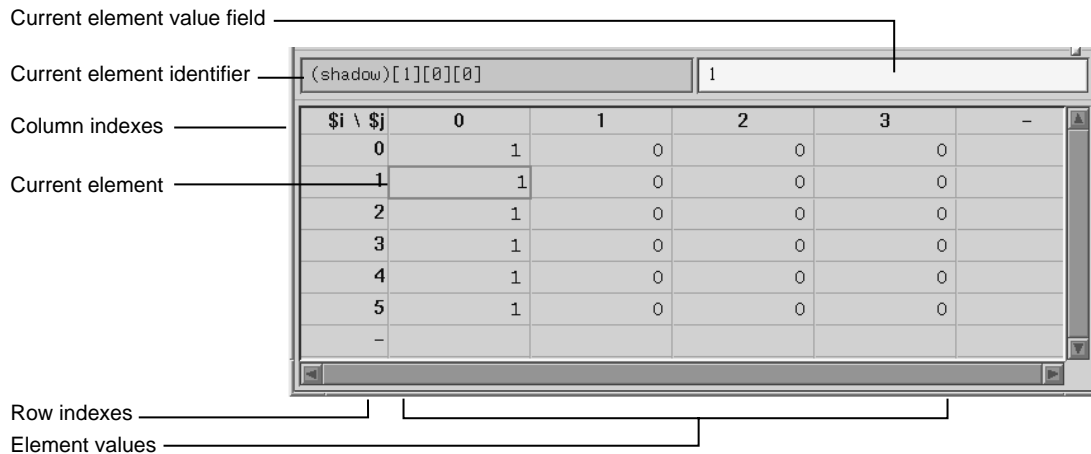 Current element value field
Current element identifier
(shadow)[1][0][0] 1
Column indexes
$i \ $j 0 1 2 3 -
0 1 0 0 0
Current element
1 1 0 0 0
2 1 0 0 0
3 1 0 0 0
4 1 0 0 0
5 1 0 0 0
-
Row indexes
Element values